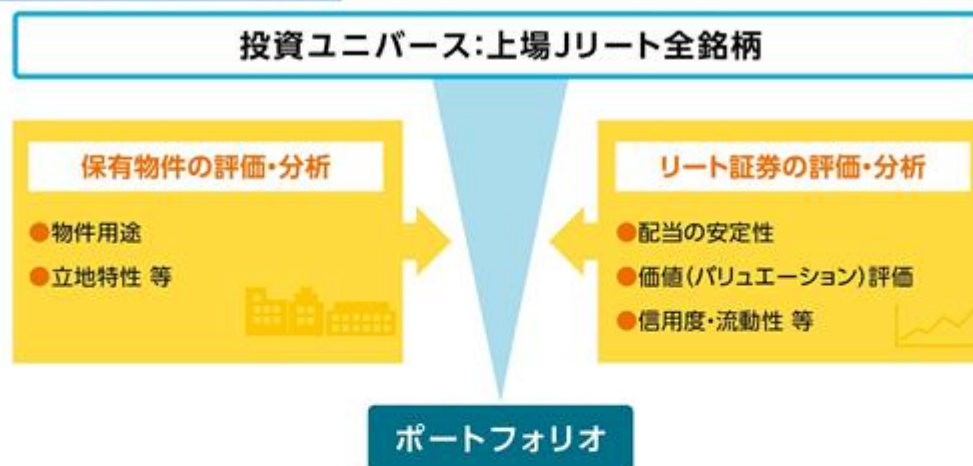 投資ユニバース:上場Jリート全銘柄
保有物件の評価・分析
●物件用途
●立地特性 等
リート証券の評価・分析
●配当の安定性
●価値(バリュエーション)評価
●信用度・流動性 等
ポートフォリオ